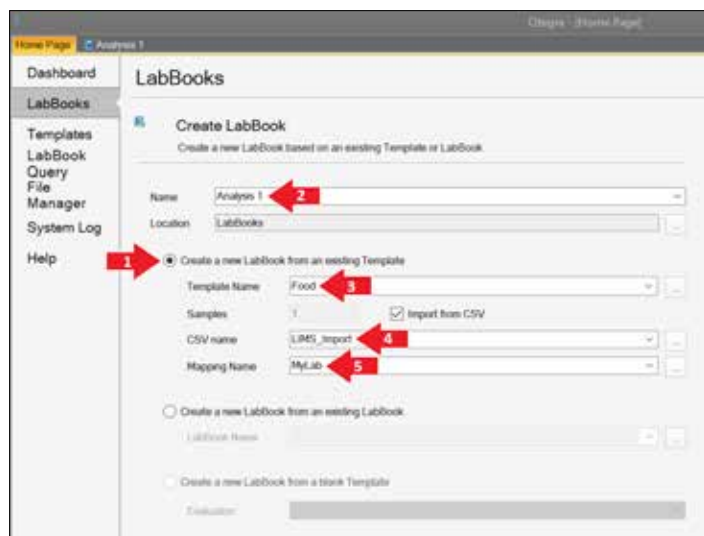 Qtegra - [Home Page]
Home Page Analysis 1
Dashboard
LabBooks
Templates
LabBook
Query
File
Manager
System Log
Help
LabBooks
Create LabBook
Create a new LabBook based on an existing Template or LabBook
Name Analysis 1 2
Location LabBooks ...
1 Create a new LabBook from an existing Template
Template Name Food 3 ...
Samples 1 Import from CSV
CSV name LIMS_Import 4 ...
Mapping Name MyLab 5 ...
Create a new LabBook from an existing LabBook
LabBook Name ...
Create a new LabBook from a blank Template
Evaluation